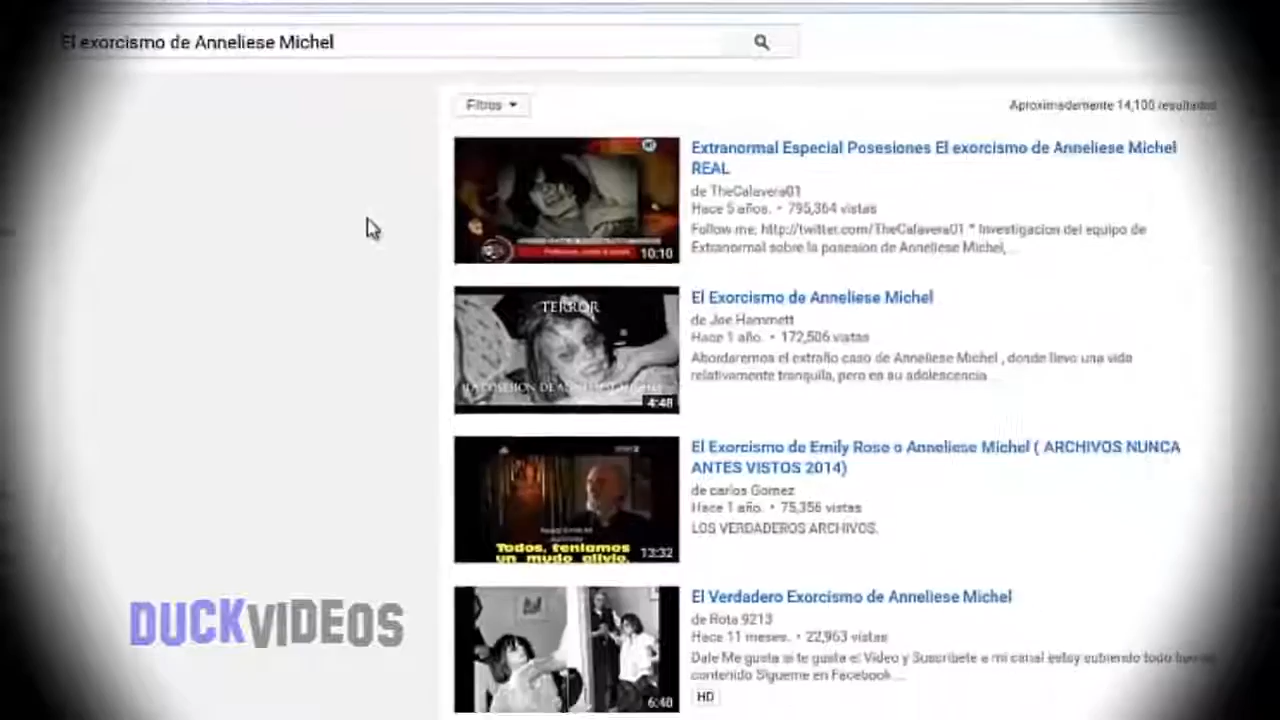 El exorcismo de Anneliese Michel
Filtros
Aproximadamente 14,100 resultados
Extranormal Especial Posesiones El exorcismo de Anneliese Michel
REAL
de TheCalavera01
Hace 5 años. • 795,364 vistas
Follow me: http://twitter.com/TheCalavera01 * Investigacion del equipo de
Extranormal sobre la posesion de Anneliese Michel, ...
10:10
TERROR
4:48
El Exorcismo de Anneliese Michel
de Joe Hammett
Hace 1 año. • 172,506 vistas
Abordaremos el extraño caso de Anneliese Michel , donde llevo una vida
relativamente tranquila, pero en su adolescencia ...
El Exorcismo de Emily Rose o Anneliese Michel ( ARCHIVOS NUNCA
ANTES VISTOS 2014)
de carlos Gomez
Hace 1 año. • 75,356 vistas
LOS VERDADEROS ARCHIVOS.
Todos, teníamos
un mudo alivio.
13:32
El Verdadero Exorcismo de Anneliese Michel
de Rota 9213
Hace 11 meses. • 22,963 vistas
Dale Me gusta si te gusta el Video y Suscribete a mi canal estoy subiendo todo
contenido Sigueme en Facebook ...
HD
6:40
DUCKVIDEOS